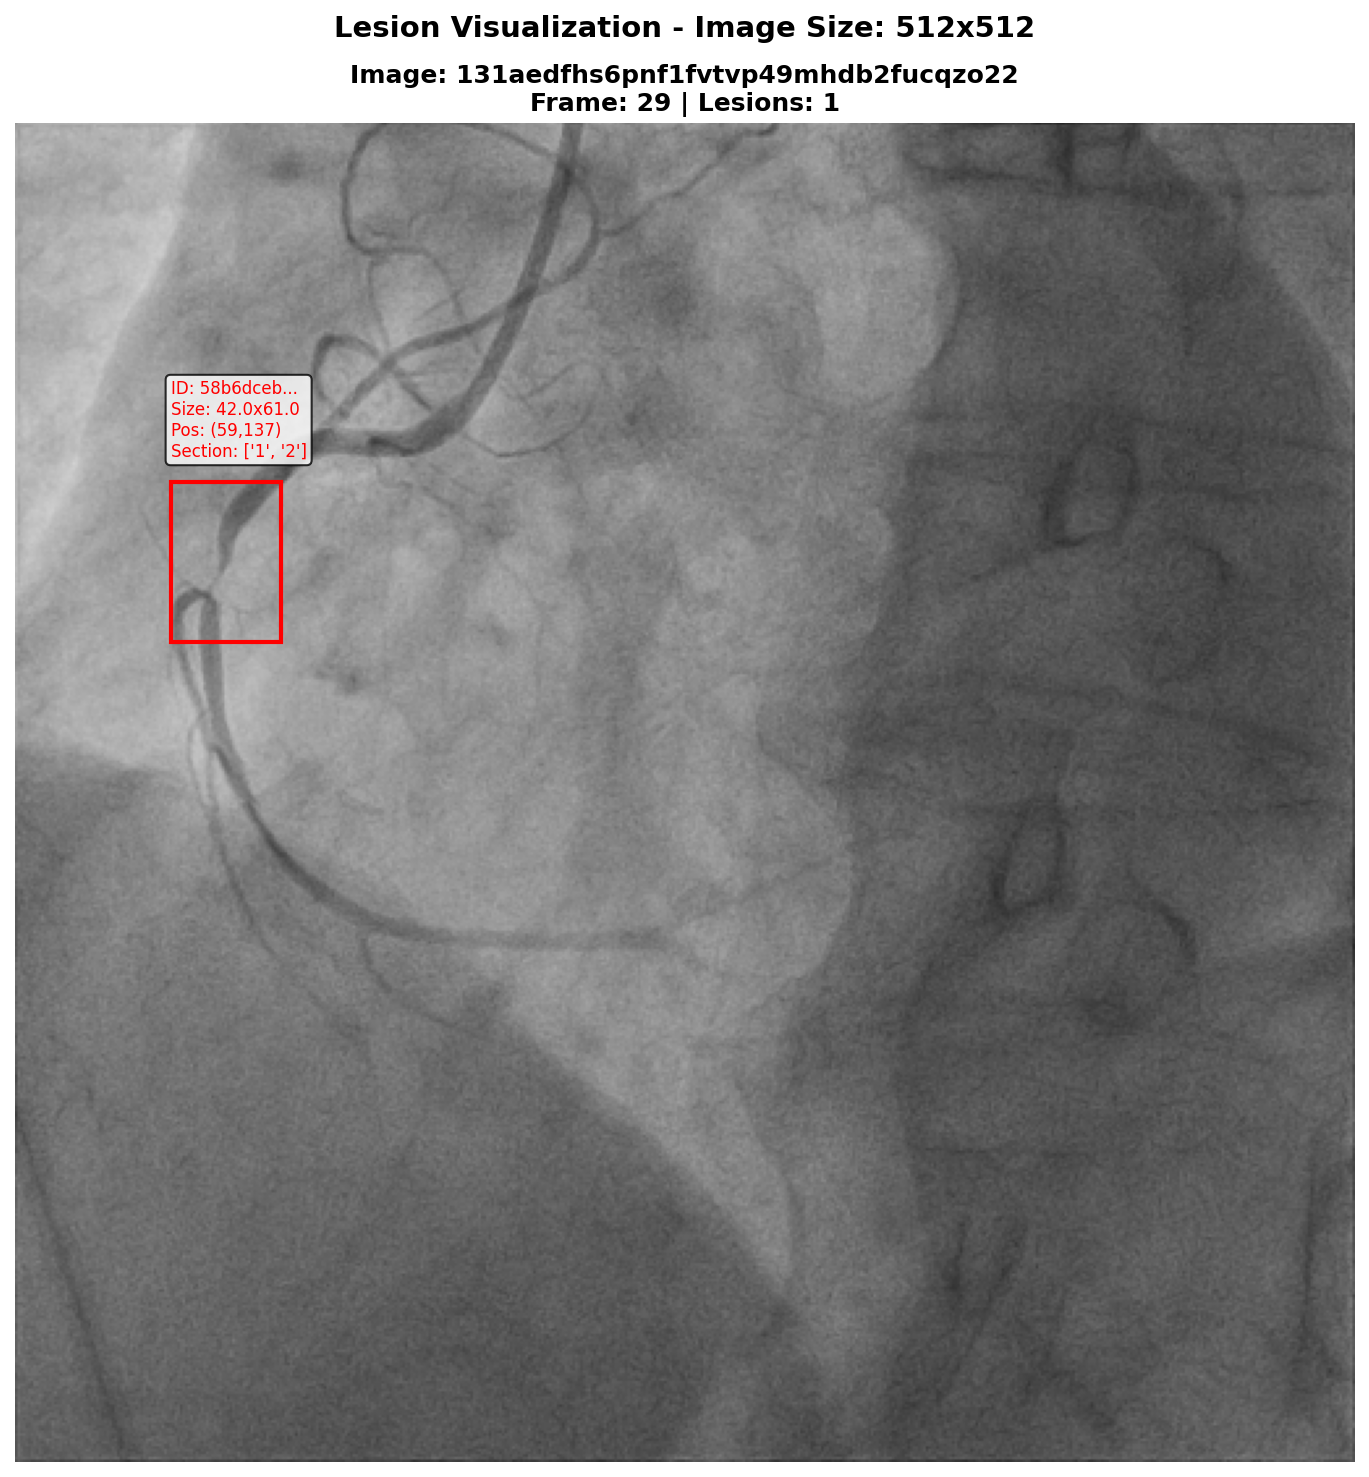 Lesion Visualization - Image Size: 512x512
Image: 131aedfhs6pnf1fvtvp49mhdb2fucqzo22
Frame: 29 | Lesions: 1
ID: 58b6dceb...
Size: 42.0x61.0
Pos: (59,137)
Section: ['1', '2']